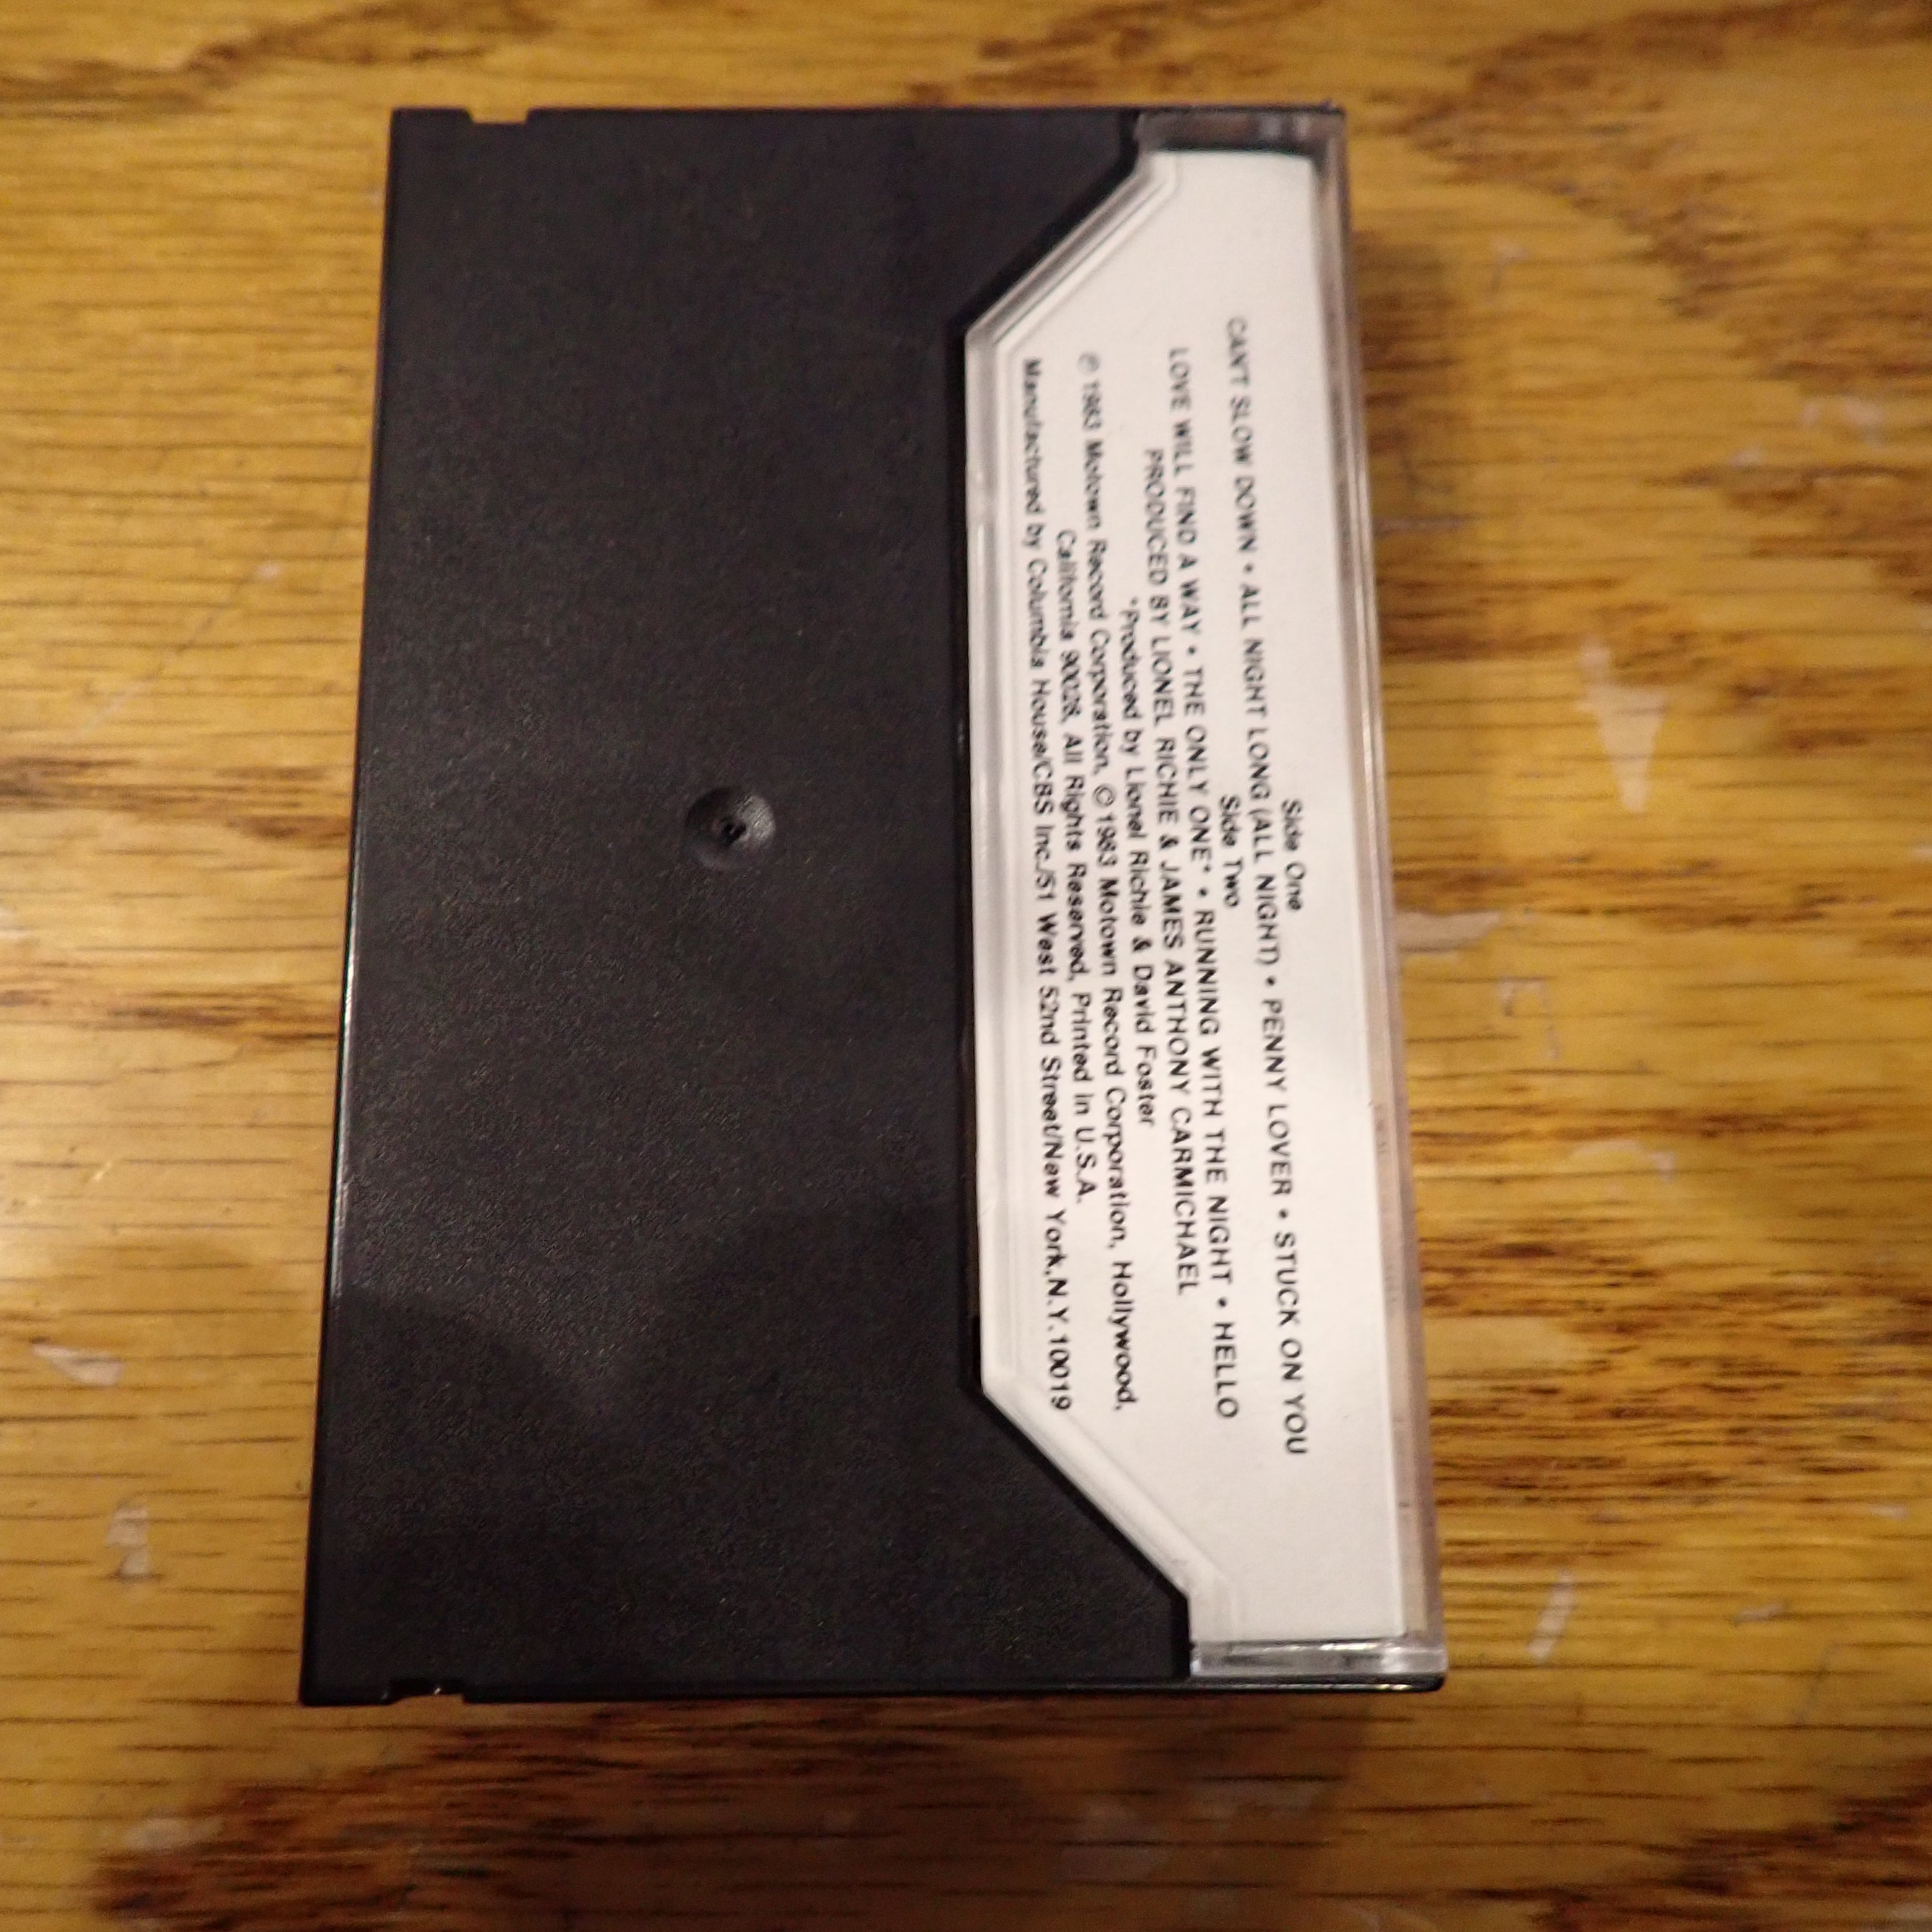 Side One
CAN'T SLOW DOWN • ALL NIGHT LONG (ALL NIGHT) • PENNY LOVER • STUCK ON YOU
Side Two
LOVE WILL FIND A WAY • THE ONLY ONE* • RUNNING WITH THE NIGHT • HELLO
PRODUCED BY LIONEL RICHIE & JAMES ANTHONY CARMICHAEL
*Produced by Lionel Richie & David Foster
℗ 1983 Motown Record Corporation, © 1983 Motown Record Corporation, Hollywood,
California 90028, All Rights Reserved, Printed in U.S.A.
Manufactured by Columbia House/CBS Inc./51 West 52nd Street/New York,N.Y.10019